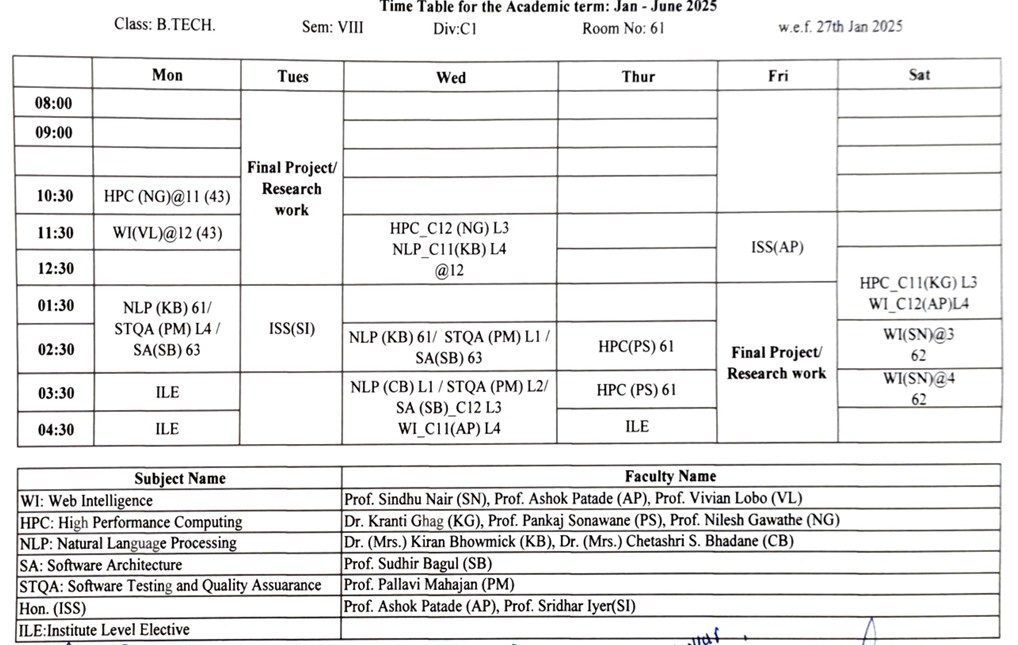 Time Table for the Academic term: Jan - June 2025
Class: B.TECH. Sem: VIII Div:C1 Room No: 61 w.e.f. 27th Jan 2025
Mon Tues Wed Thur Fri Sat
08:00
09:00
Final Project/
Research
work
10:30 HPC (NG)@11 (43)
11:30 WI(VL)@12 (43)
HPC_C12 (NG) L3
NLP_C11(KB) L4
@12
ISS(AP)
12:30
HPC_C11(KG) L3
WI_C12(AP)L4
01:30
NLP (KB) 61/
STQA (PM) L4 /
SA(SB) 63
ISS(SI)
02:30
NLP (KB) 61/ STQA (PM) L1 /
SA(SB) 63
HPC(PS) 61
Final Project/
Research work
WI(SN)@3
62
03:30 ILE
NLP (CB) L1 / STQA (PM) L2/
SA (SB)_C12 L3
WI_C11(AP) L4
HPC (PS) 61
WI(SN)@4
62
04:30 ILE ILE
Subject Name Faculty Name
WI: Web Intelligence Prof. Sindhu Nair (SN), Prof. Ashok Patade (AP), Prof. Vivian Lobo (VL)
HPC: High Performance Computing Dr. Kranti Ghag (KG), Prof. Pankaj Sonawane (PS), Prof. Nilesh Gawathe (NG)
NLP: Natural Language Processing Dr. (Mrs.) Kiran Bhowmick (KB), Dr. (Mrs.) Chetashri S. Bhadane (CB)
SA: Software Architecture Prof. Sudhir Bagul (SB)
STQA: Software Testing and Quality Assuarance Prof. Pallavi Mahajan (PM)
Hon. (ISS) Prof. Ashok Patade (AP), Prof. Sridhar Iyer(SI)
ILE:Institute Level Elective